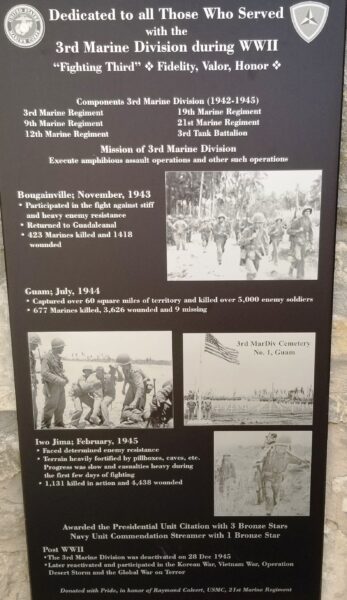 Dedicated to all Those Who Served
with the
3rd Marine Division during WWII
"Fighting Third" ❖ Fidelity, Valor, Honor ❖
Components 3rd Marine Division (1942-1945)
3rd Marine Regiment 19th Marine Regiment
9th Marine Regiment 21st Marine Regiment
12th Marine Regiment 3rd Tank Battalion
Mission of 3rd Marine Division
Execute amphibious assault operations and other such operations
Bougainville; November, 1943
• Participated in the fight against stiff
and heavy enemy resistance
• Returned to Guadalcanal
• 423 Marines killed and 1418
wounded
Guam; July, 1944
• Captured over 60 square miles of territory and killed over 5,000 enemy soldiers
• 677 Marines killed, 3,626 wounded and 9 missing
3rd MarDiv Cemetery
No. 1, Guam
Iwo Jima; February, 1945
• Faced determined enemy resistance
• Terrain heavily fortified by pillboxes, caves, etc.
Progress was slow and casualties heavy during
the first few days of fighting
• 1,131 killed in action and 4,438 wounded
Awarded the Presidential Unit Citation with 3 Bronze Stars
Navy Unit Commendation Streamer with 1 Bronze Star
Post WWII
•The 3rd Marine Division was deactivated on 28 Dec 1945
•Later reactivated and participated in the Korean War, Vietnam War, Operation
Desert Storm and the Global War on Terror
Donated with Pride, in honor of Raymond Calcert, USMC, 21st Marine Regiment